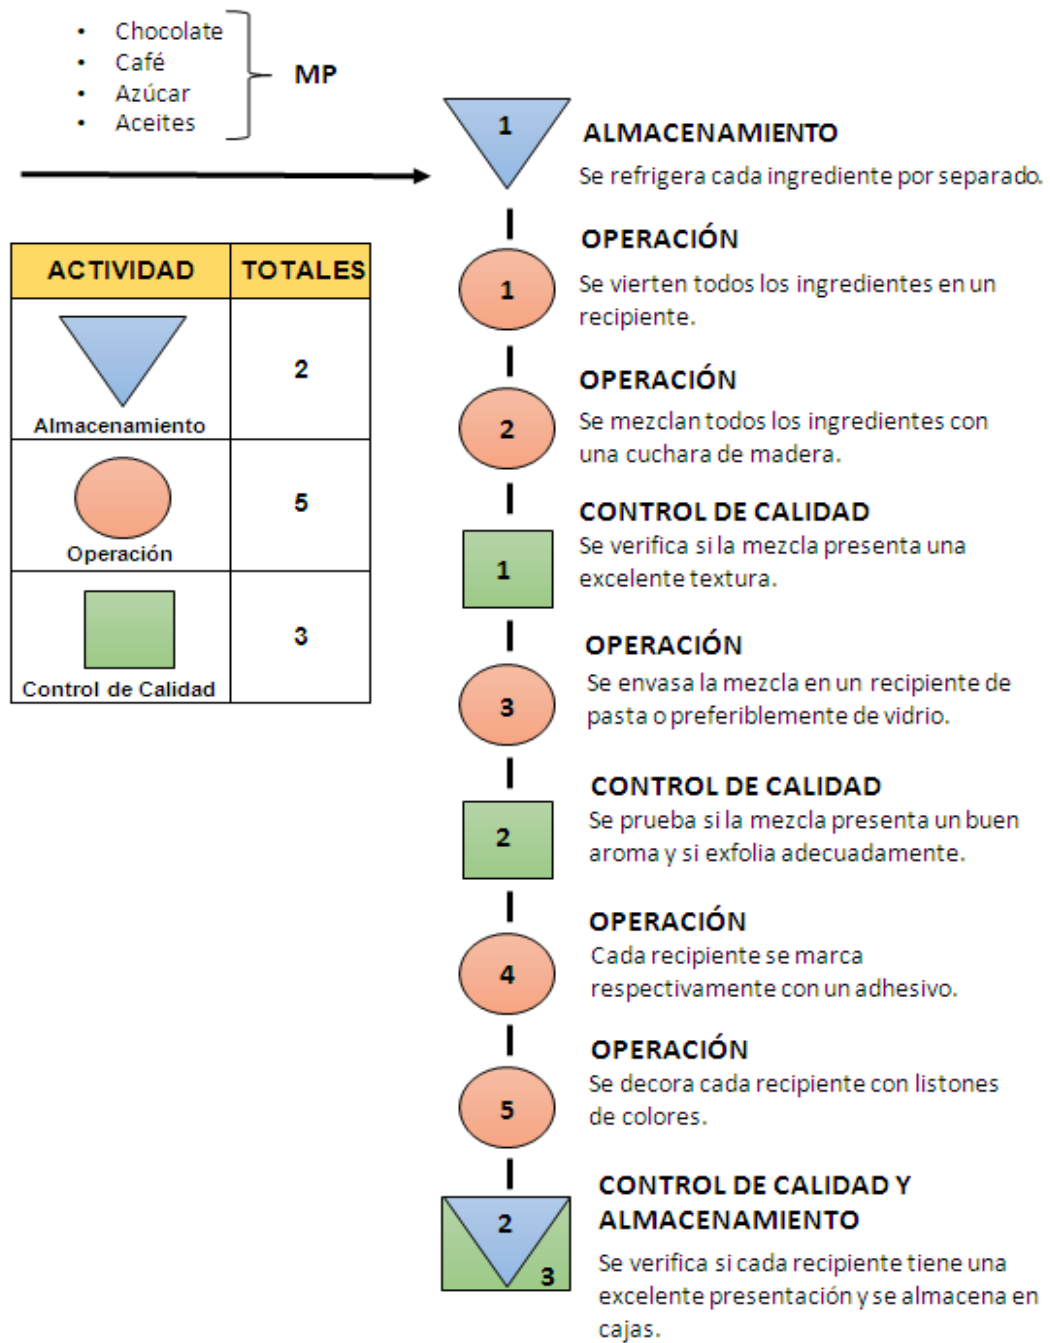 • Chocolate
• Café
• Azúcar
• Aceites
MP
ACTIVIDAD TOTALES
Almacenamiento
2
Operación
5
Control de Calidad
3
1
ALMACENAMIENTO
Se refrigera cada ingrediente por separado.
OPERACIÓN
1
Se vierten todos los ingredientes en un
recipiente.
OPERACIÓN
2
Se mezclan todos los ingredientes con
una cuchara de madera.
CONTROL DE CALIDAD
1
Se verifica si la mezcla presenta una
excelente textura.
OPERACIÓN
3
Se envasa la mezcla en un recipiente de
pasta o preferiblemente de vidrio.
CONTROL DE CALIDAD
2
Se prueba si la mezcla presenta un buen
aroma y si exfolia adecuadamente.
OPERACIÓN
4
Cada recipiente se marca
respectivamente con un adhesivo.
OPERACIÓN
5
Se decora cada recipiente con listones
de colores.
2
3
CONTROL DE CALIDAD Y
ALMACENAMIENTO
Se verifica si cada recipiente tiene una
excelente presentación y se almacena en
cajas.